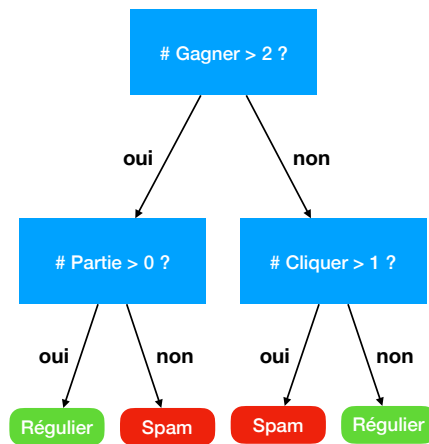 # Gagner > 2 ?
oui
non
# Partie > 0 ?
# Cliquer > 1 ?
oui
non
oui
non
Régulier
Spam
Spam
Régulier